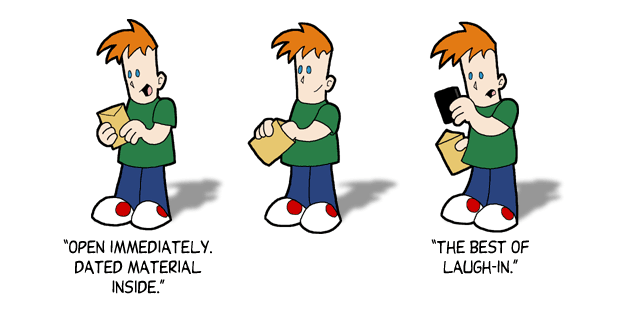 "OPEN IMMEDIATELY.
DATED MATERIAL
INSIDE."
"THE BEST OF
LAUGH-IN."